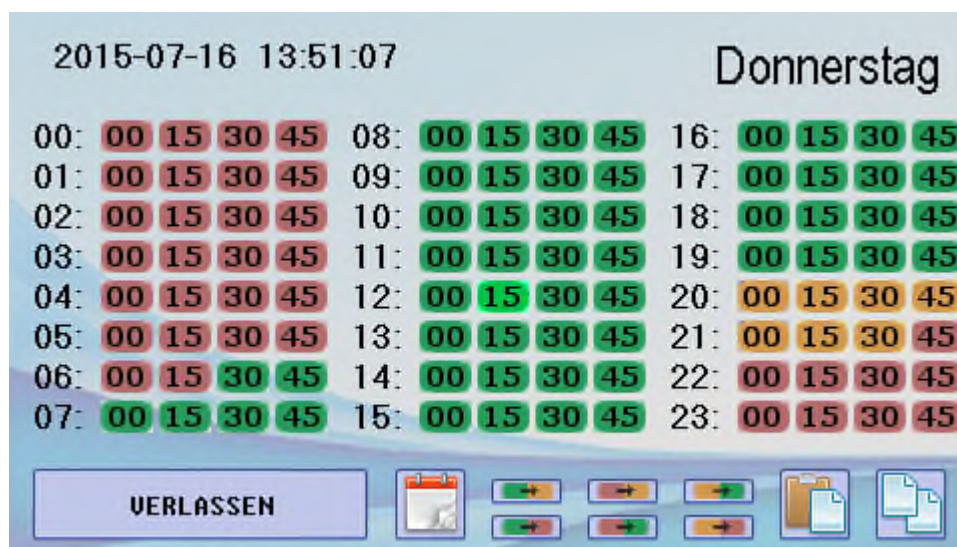 2015-07-16 13:51:07 Donnerstag
00: 00 15 30 45 08: 00 15 30 45 16: 00 15 30 45
01: 00 15 30 45 09: 00 15 30 45 17: 00 15 30 45
02: 00 15 30 45 10: 00 15 30 45 18: 00 15 30 45
03: 00 15 30 45 11: 00 15 30 45 19: 00 15 30 45
04: 00 15 30 45 12: 00 15 30 45 20: 00 15 30 45
05: 00 15 30 45 13: 00 15 30 45 21: 00 15 30 45
06: 00 15 30 45 14: 00 15 30 45 22: 00 15 30 45
07: 00 15 30 45 15: 00 15 30 45 23: 00 15 30 45
VERLASSEN